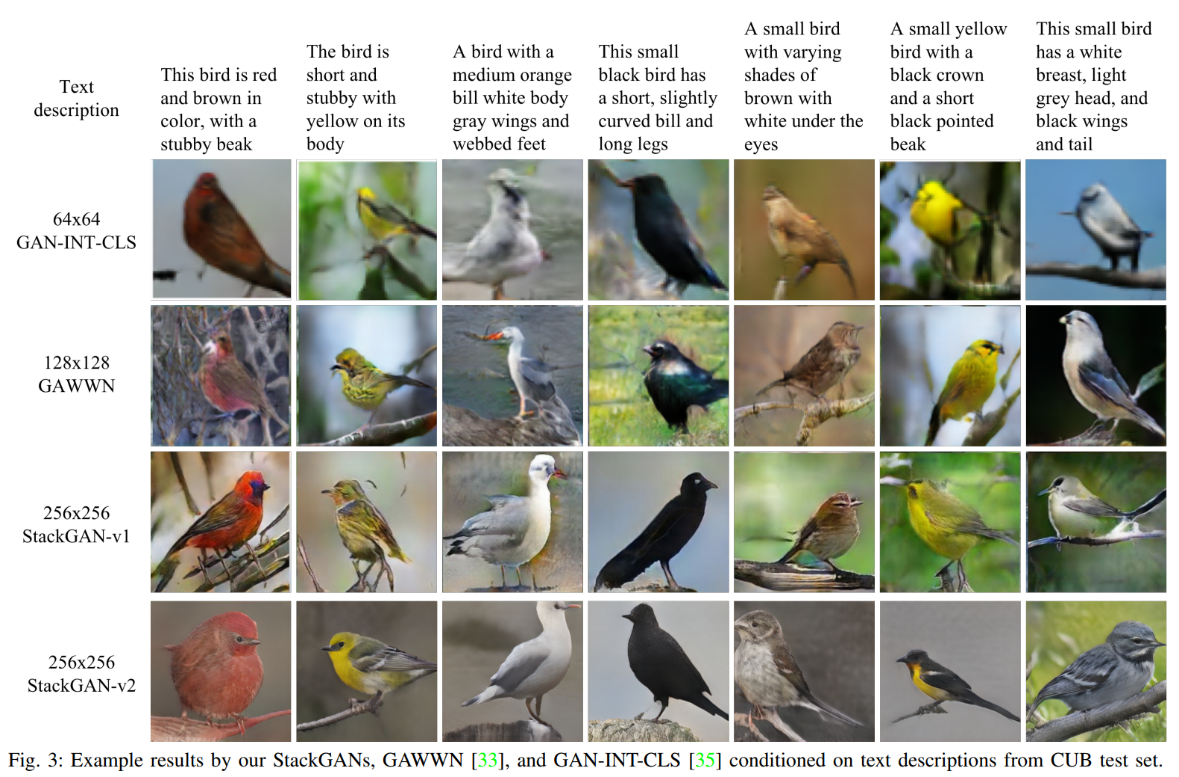 Text
description
This bird is red
and brown in
color, with a
stubby beak
The bird is
short and
stubby with
yellow on its
body
A bird with a
medium orange
bill white body
gray wings and
webbed feet
This small
black bird has
a short, slightly
curved bill and
long legs
A small bird
with varying
shades of
brown with
white under the
eyes
A small yellow
bird with a
black crown
and a short
black pointed
beak
This small bird
has a white
breast, light
grey head, and
black wings
and tail
64x64
GAN-INT-CLS
128x128
GAWWN
256x256
StackGAN-v1
256x256
StackGAN-v2
Fig. 3: Example results by our StackGANs, GAWWN [33], and GAN-INT-CLS [35] conditioned on text descriptions from CUB test set.